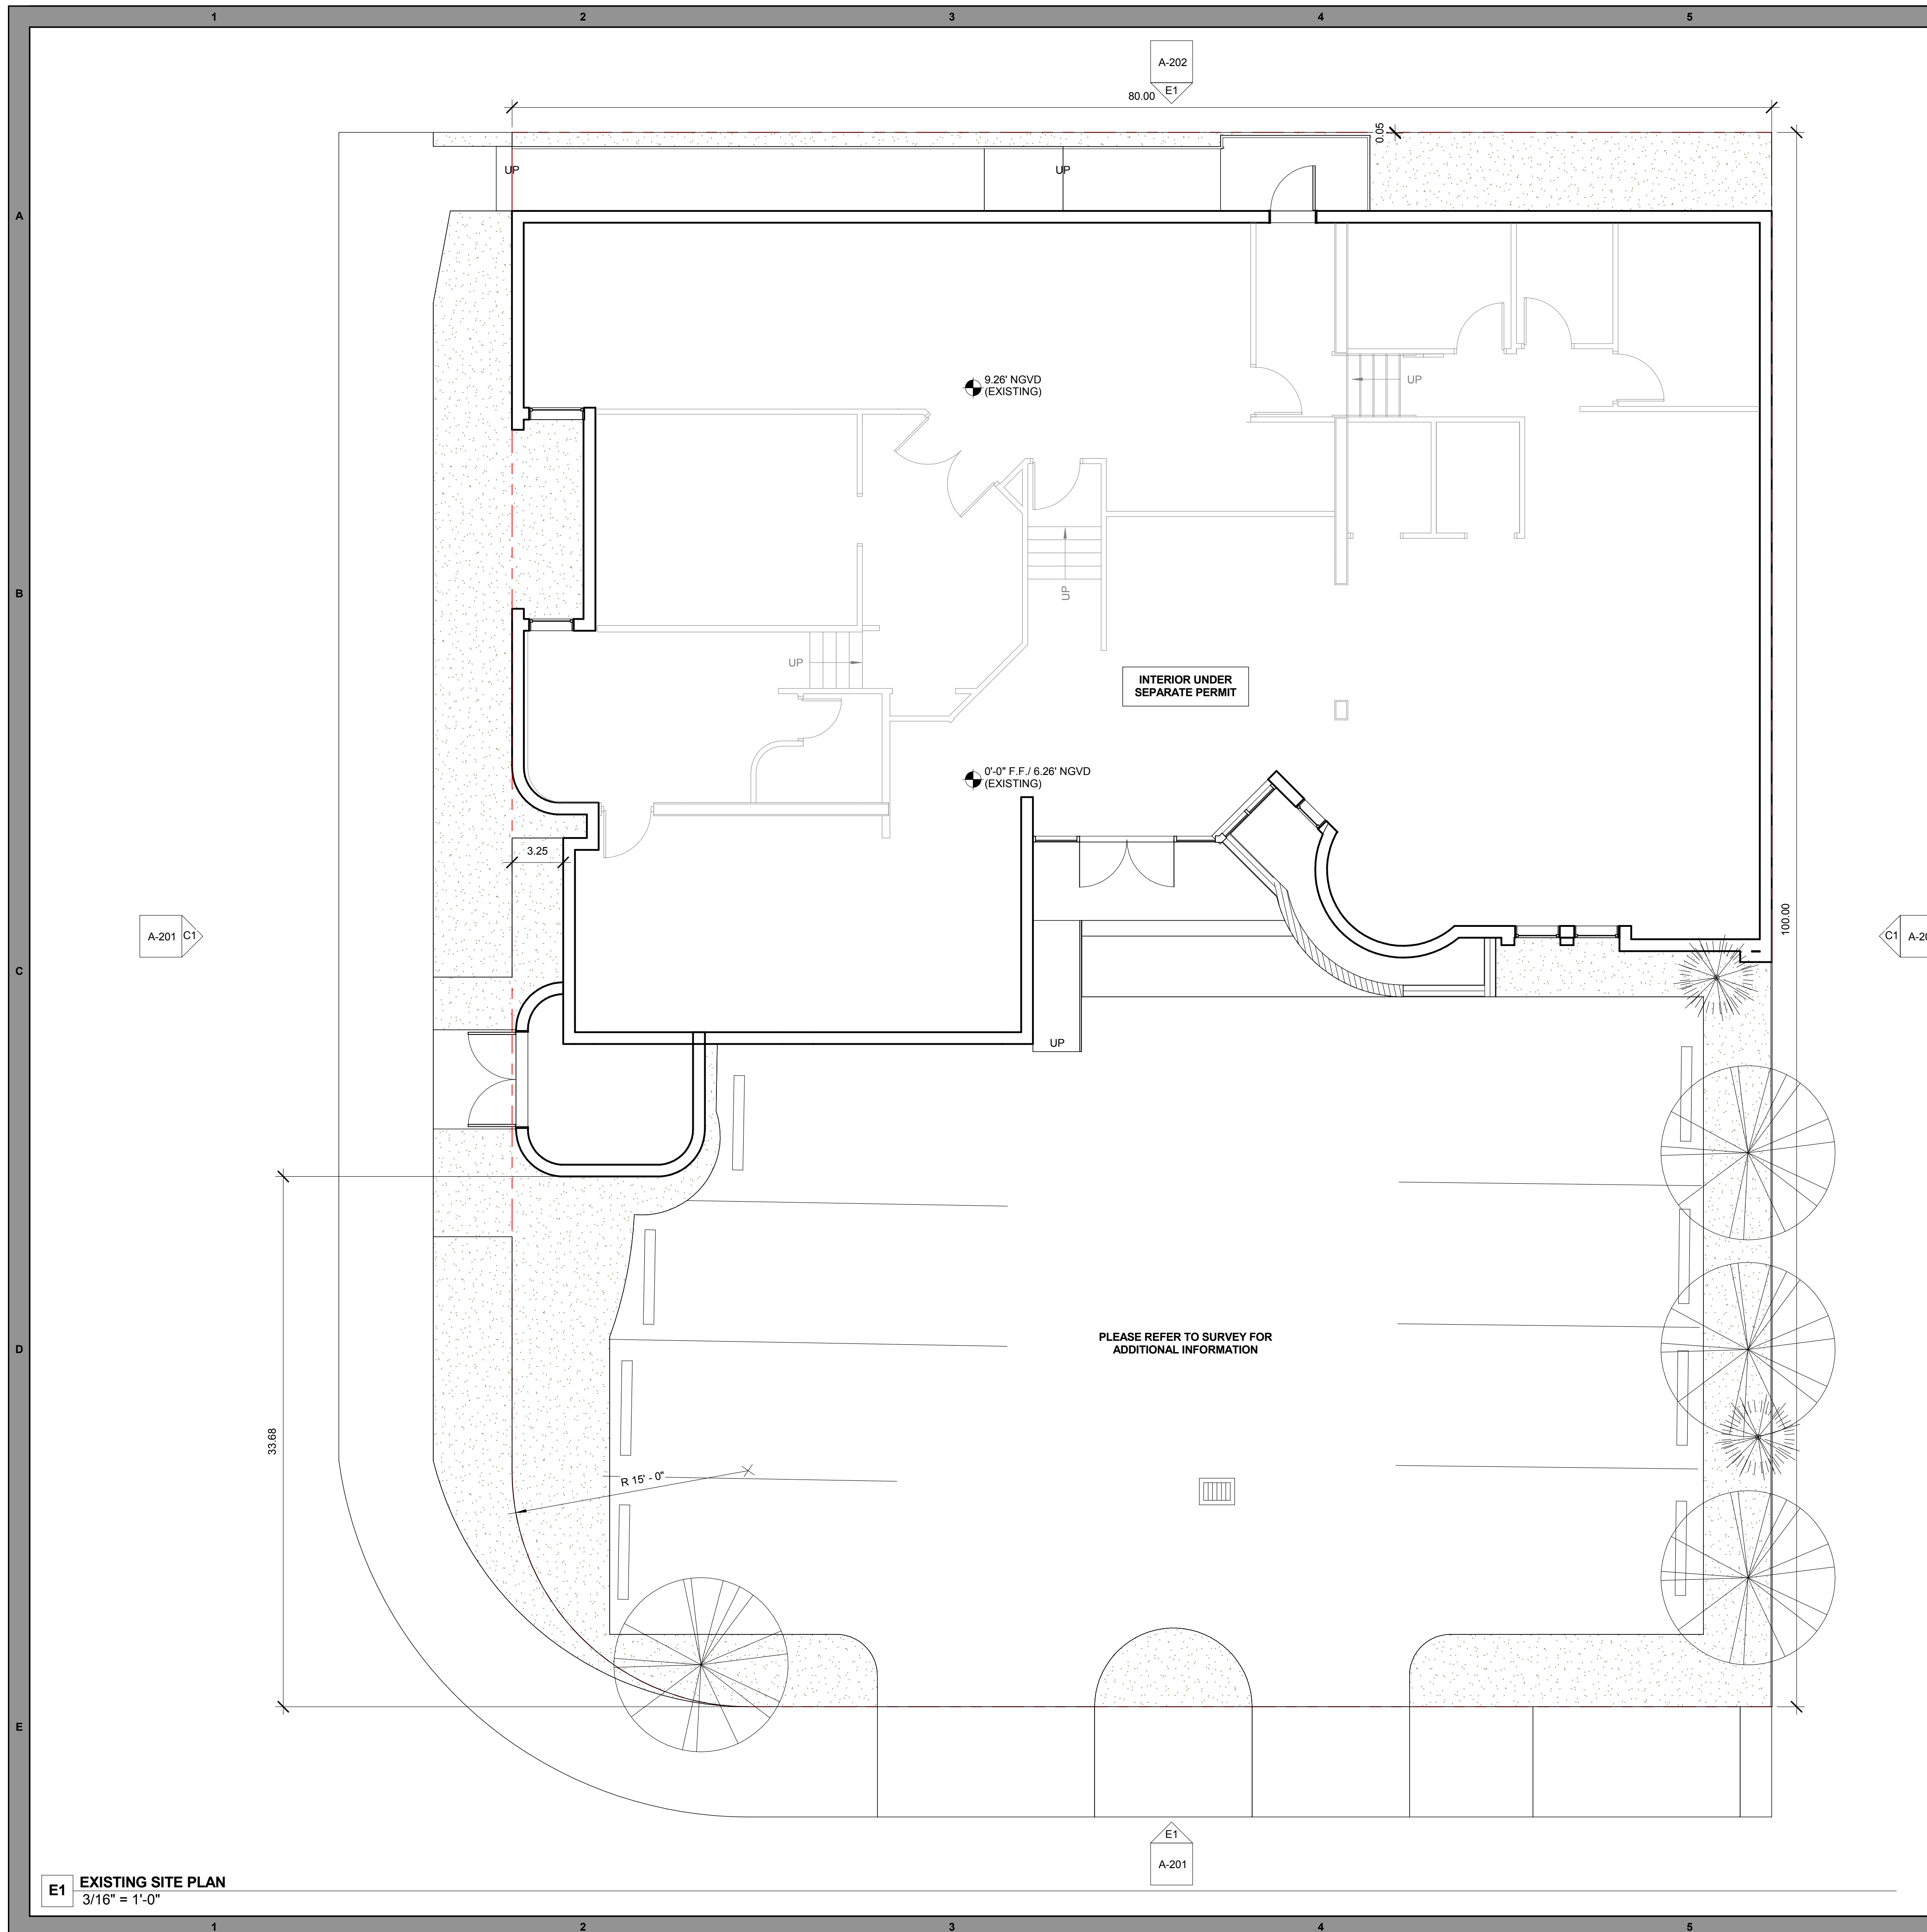 1 2 3 4 5
A-202
E1
80.00
0.05
UP UP
A
9.26' NGVD
(EXISTING)
UP
B
UP
UP
INTERIOR UNDER
SEPARATE PERMIT
0'-0" F.F./ 6.26' NGVD
(EXISTING)
3.25
100.00
A-201 C1
C1 A-20
C
UP
PLEASE REFER TO SURVEY FOR
ADDITIONAL INFORMATION
D
33.68
R 15' - 0"
E
E1
A-201
E1 EXISTING SITE PLAN
3/16" = 1'-0"
1 2 3 4 5